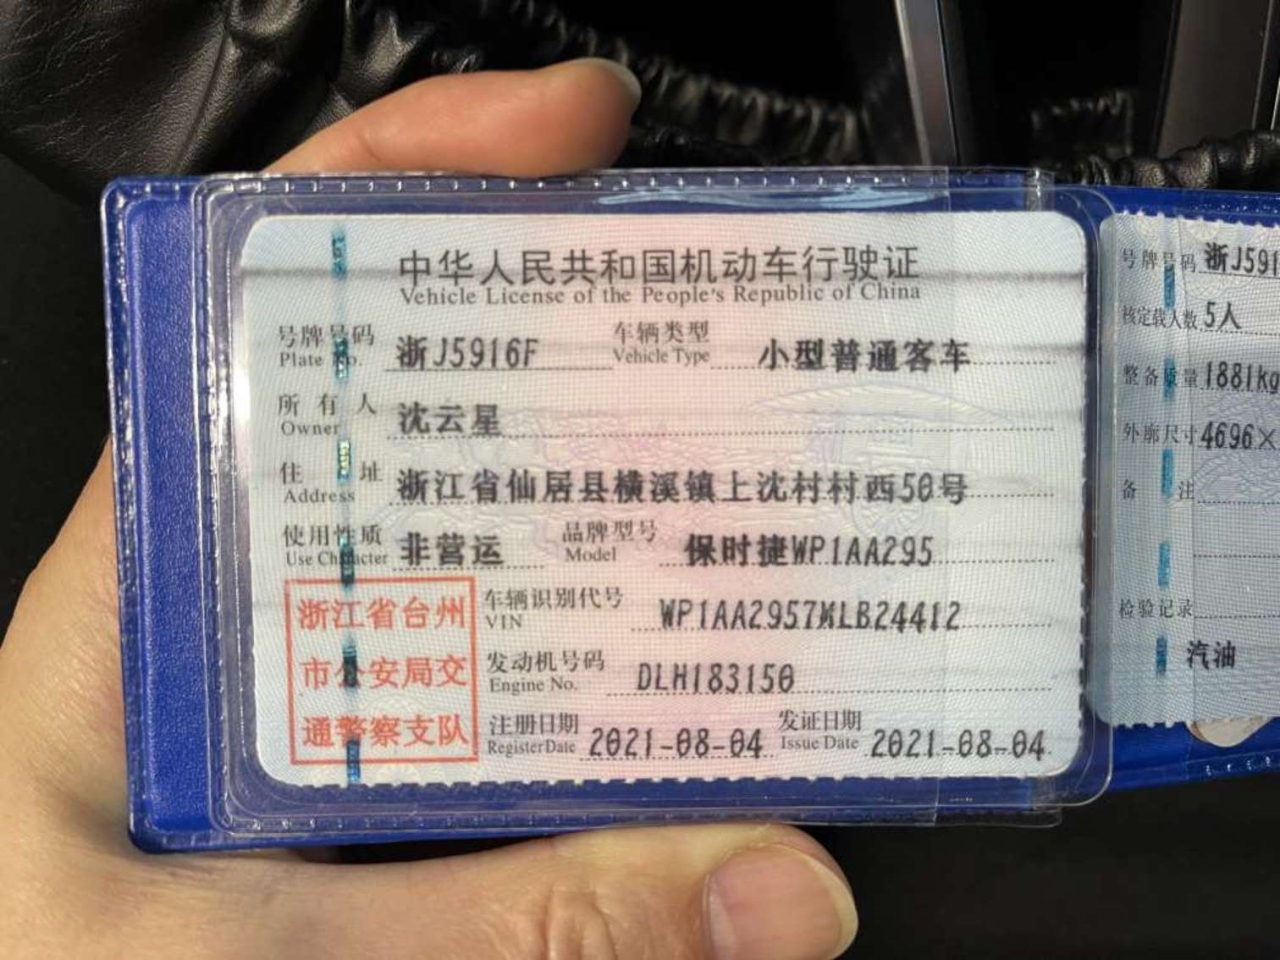 中华人民共和国机动车行驶证
Vehicle License of the People's Republic of China
号牌号码 浙J5916F 车辆类型 小型普通客车
Plate No. Vehicle Type
所有人 沈云星
Owner
住址 浙江省仙居县横溪镇上沈村村西50号
Address
使用性质 非营运 品牌型号 保时捷WP1AA295
Use Character Model
浙江省台州
市公安局交
通警察支队
车辆识别代号 WP1AA2957MLB24412
VIN
发动机号码 DLH183150
Engine No.
注册日期 2021-08-04 发证日期 2021-08-04
Register Date Issue Date
号牌号码 浙J591
核定载人数 5人
整备质量 1881kg
外廓尺寸 4696×
备注
检验记录
汽油